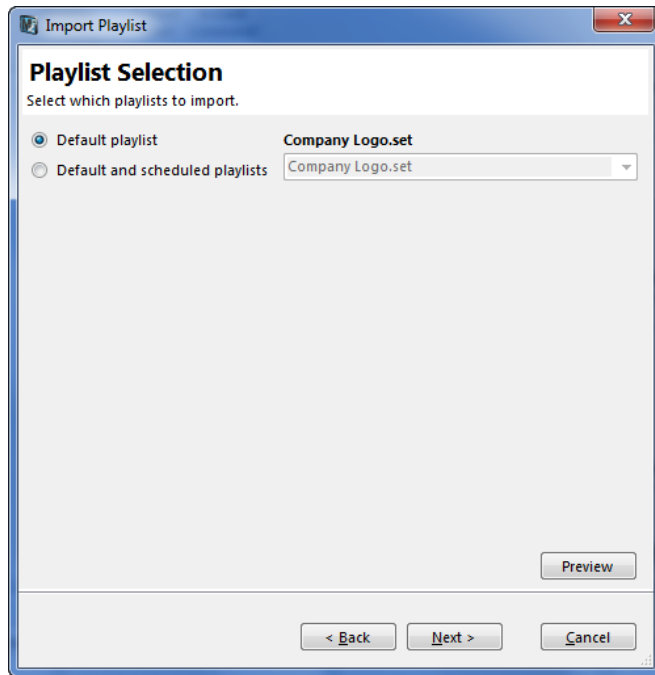 Import Playlist
Playlist Selection
Select which playlists to import.
Default playlist
Company Logo.set
Default and scheduled playlists
Company Logo.set
Preview
< Back
Next >
Cancel